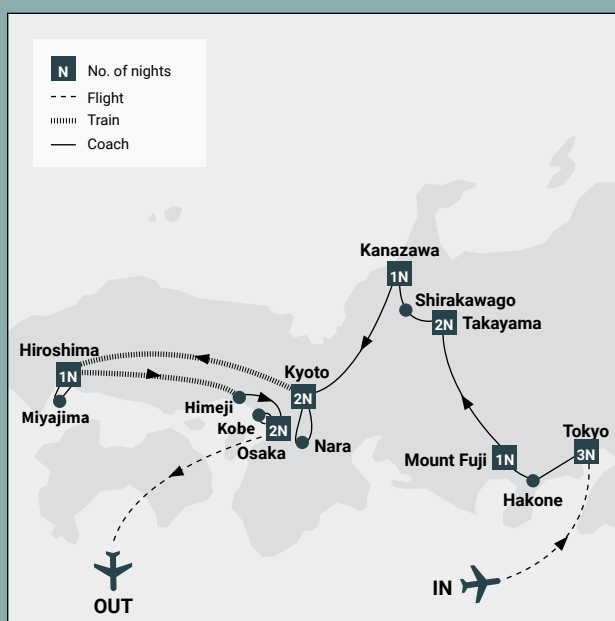 N No. of nights
Flight
Train
Coach
Kanazawa
1N
Shirakawago
2N Takayama
Hiroshima
1N
Miyajima
Kyoto
2N
Himeji
Kobe
2N
Osaka
Nara
Tokyo
3N
Mount Fuji 1N
Hakone
IN
OUT